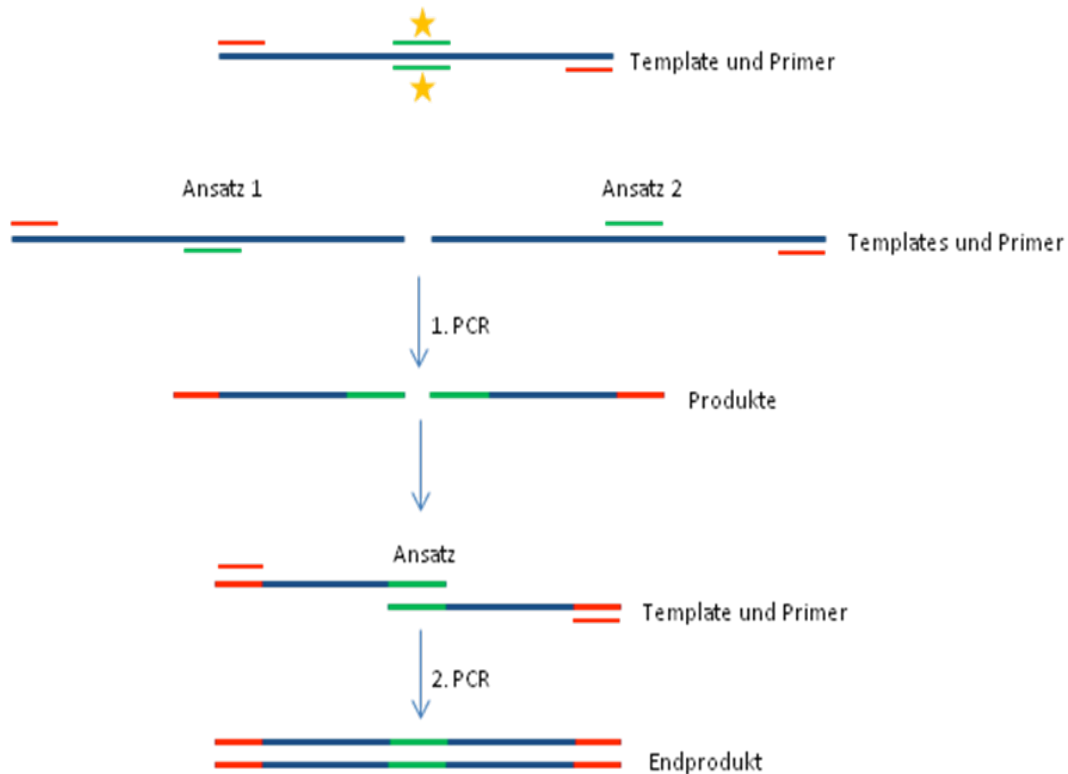 Template und Primer
Ansatz 1
Ansatz 2
Templates und Primer
1. PCR
Produkte
Ansatz
Template und Primer
2. PCR
Endprodukt